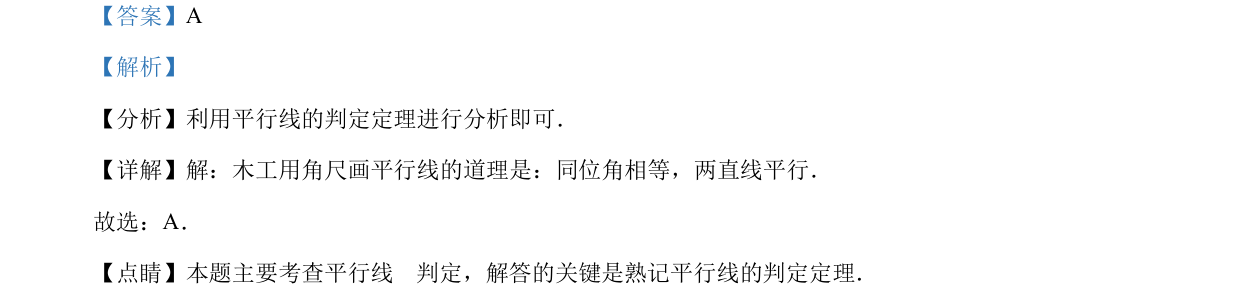 【答案】A
【解析】
【分析】利用平行线的判定定理进行分析即可．
【详解】解：木工用角尺画平行线的道理是：同位角相等，两直线平行．
故选：A．
【点睛】本题主要考查平行线　判定，解答的关键是熟记平行线的判定定理．